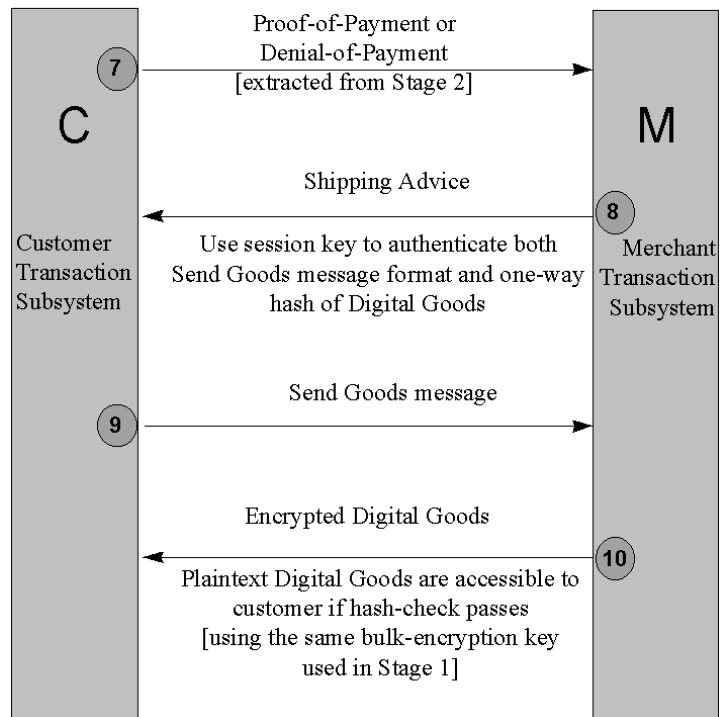 Proof-of-Payment or
Denial-of-Payment
7
[extracted from Stage 2]
C
M
Shipping Advice
8
Customer
Transaction
Subsystem
Use session key to authenticate both
Send Goods message format and one-way
hash of Digital Goods
Merchant
Transaction
Subsystem
Send Goods message
9
Encrypted Digital Goods
10
Plaintext Digital Goods are accessible to
customer if hash-check passes
[using the same bulk-encryption key
used in Stage 1]